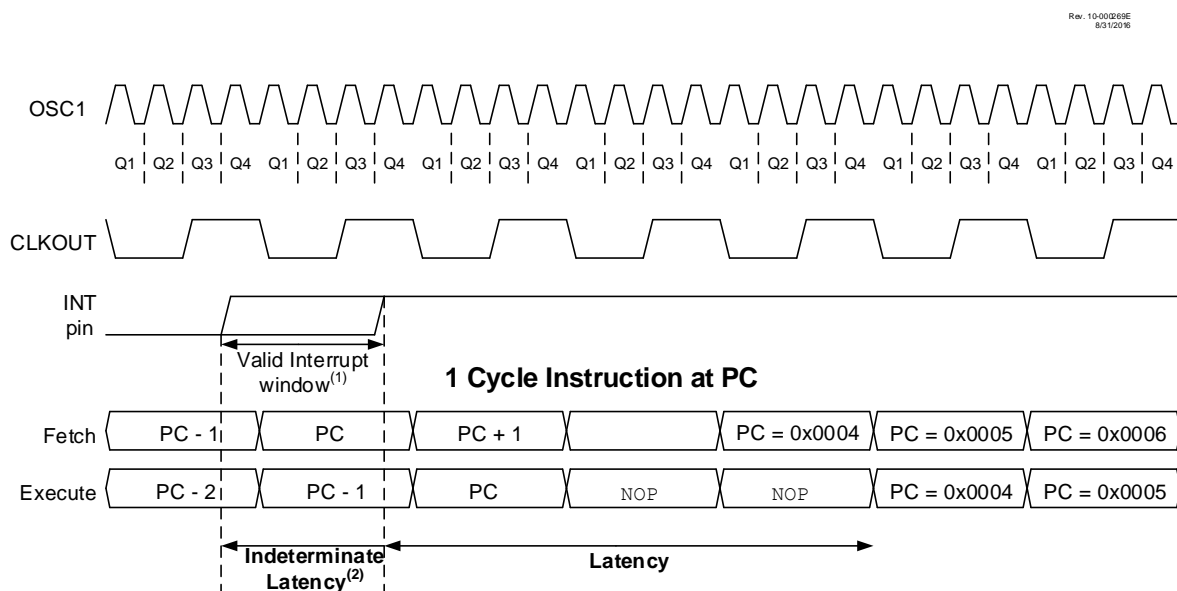 Rev. 10-000269E
8/31/2016
OSC1
Q1 Q2 Q3 Q4 Q1 Q2 Q3 Q4 Q1 Q2 Q3 Q4 Q1 Q2 Q3 Q4 Q1 Q2 Q3 Q4 Q1 Q2 Q3 Q4 Q1 Q2 Q3 Q4
CLKOUT
INT
pin
Valid Interrupt
window(1)
1 Cycle Instruction at PC
Fetch PC - 1 PC PC + 1 PC = 0x0004 PC = 0x0005 PC = 0x0006
Execute PC - 2 PC - 1 PC NOP NOP PC = 0x0004 PC = 0x0005
Indeterminate
Latency(2)
Latency